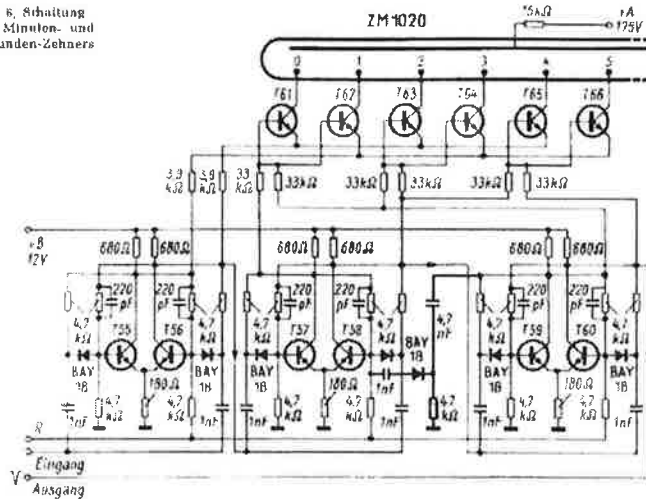 6, Schaltung
Minuten- und
unden-Zehners
ZM1020
15kΩ
+A
175V
0 1 2 3 4 5
T61 T62 T63 T64 T65 T66
3,9 kΩ 3,9 kΩ 33 kΩ 33kΩ 33kΩ 33kΩ 33kΩ 33kΩ
+B
12V
680Ω 680Ω 680Ω 680Ω 680Ω 680Ω
220 pF 220 pF 220 pF 220 pF 4,7 nF 220 pF 220 pF
T55 T56 T57 T58 T59 T60
4,7 kΩ 4,7 kΩ 4,7 kΩ 4,7 kΩ 4,7 kΩ 4,7 kΩ
BAY 18 BAY 18 BAY 18 BAY 18 BAY 18 BAY 18
180Ω 180Ω 180Ω
1nF 4,7 kΩ 4,7 kΩ 1nF 1nF 4,7 kΩ 4,7 kΩ 1nF 1nF 4,7 kΩ 1nF 4,7 kΩ 4,7 kΩ 1nF
R
Eingang
V
Ausgang